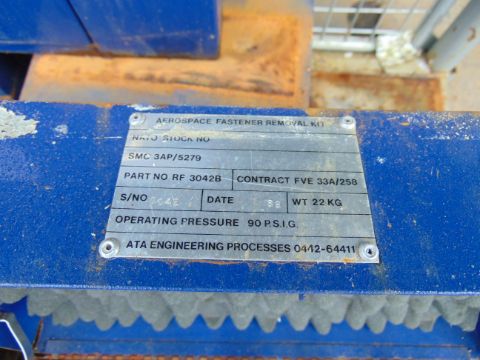 AEROSPACE FASTENER REMOVAL KIT
NATO STOCK NO
SMC 3AP/5279
PART NO RF 3042B CONTRACT FVE 33A/258
S/NO DATE WT 22 KG
OPERATING PRESSURE 90 P.S.I.G.
ATA ENGINEERING PROCESSES 0442-64411